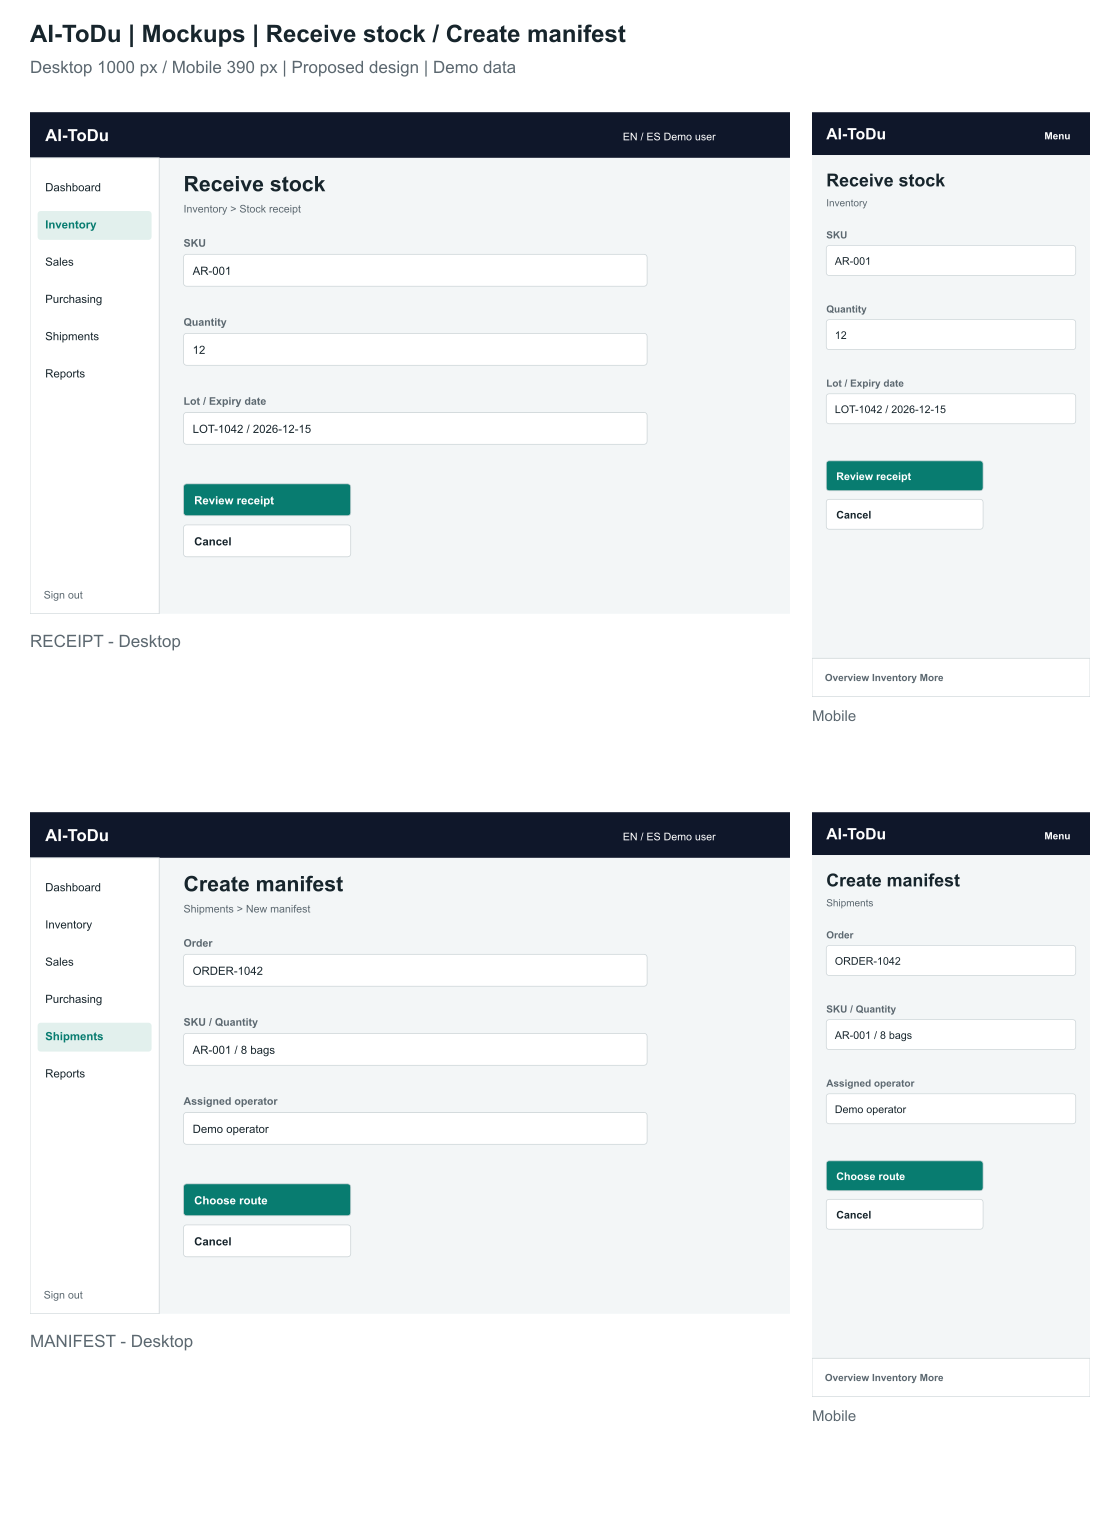 AI-ToDu | Mockups | Receive stock / Create manifest
Desktop 1000 px / Mobile 390 px | Proposed design | Demo data
AI-ToDu
EN / ES Demo user
Dashboard
Inventory
Sales
Purchasing
Shipments
Reports
Sign out
Receive stock
Inventory > Stock receipt
SKU
AR-001
Quantity
12
Lot / Expiry date
LOT-1042 / 2026-12-15
Review receipt
Cancel
RECEIPT - Desktop
AI-ToDu
Menu
Receive stock
Inventory
SKU
AR-001
Quantity
12
Lot / Expiry date
LOT-1042 / 2026-12-15
Review receipt
Cancel
Overview Inventory More
Mobile
AI-ToDu
EN / ES Demo user
Dashboard
Inventory
Sales
Purchasing
Shipments
Reports
Sign out
Create manifest
Shipments > New manifest
Order
ORDER-1042
SKU / Quantity
AR-001 / 8 bags
Assigned operator
Demo operator
Choose route
Cancel
MANIFEST - Desktop
AI-ToDu
Menu
Create manifest
Shipments
Order
ORDER-1042
SKU / Quantity
AR-001 / 8 bags
Assigned operator
Demo operator
Choose route
Cancel
Overview Inventory More
Mobile